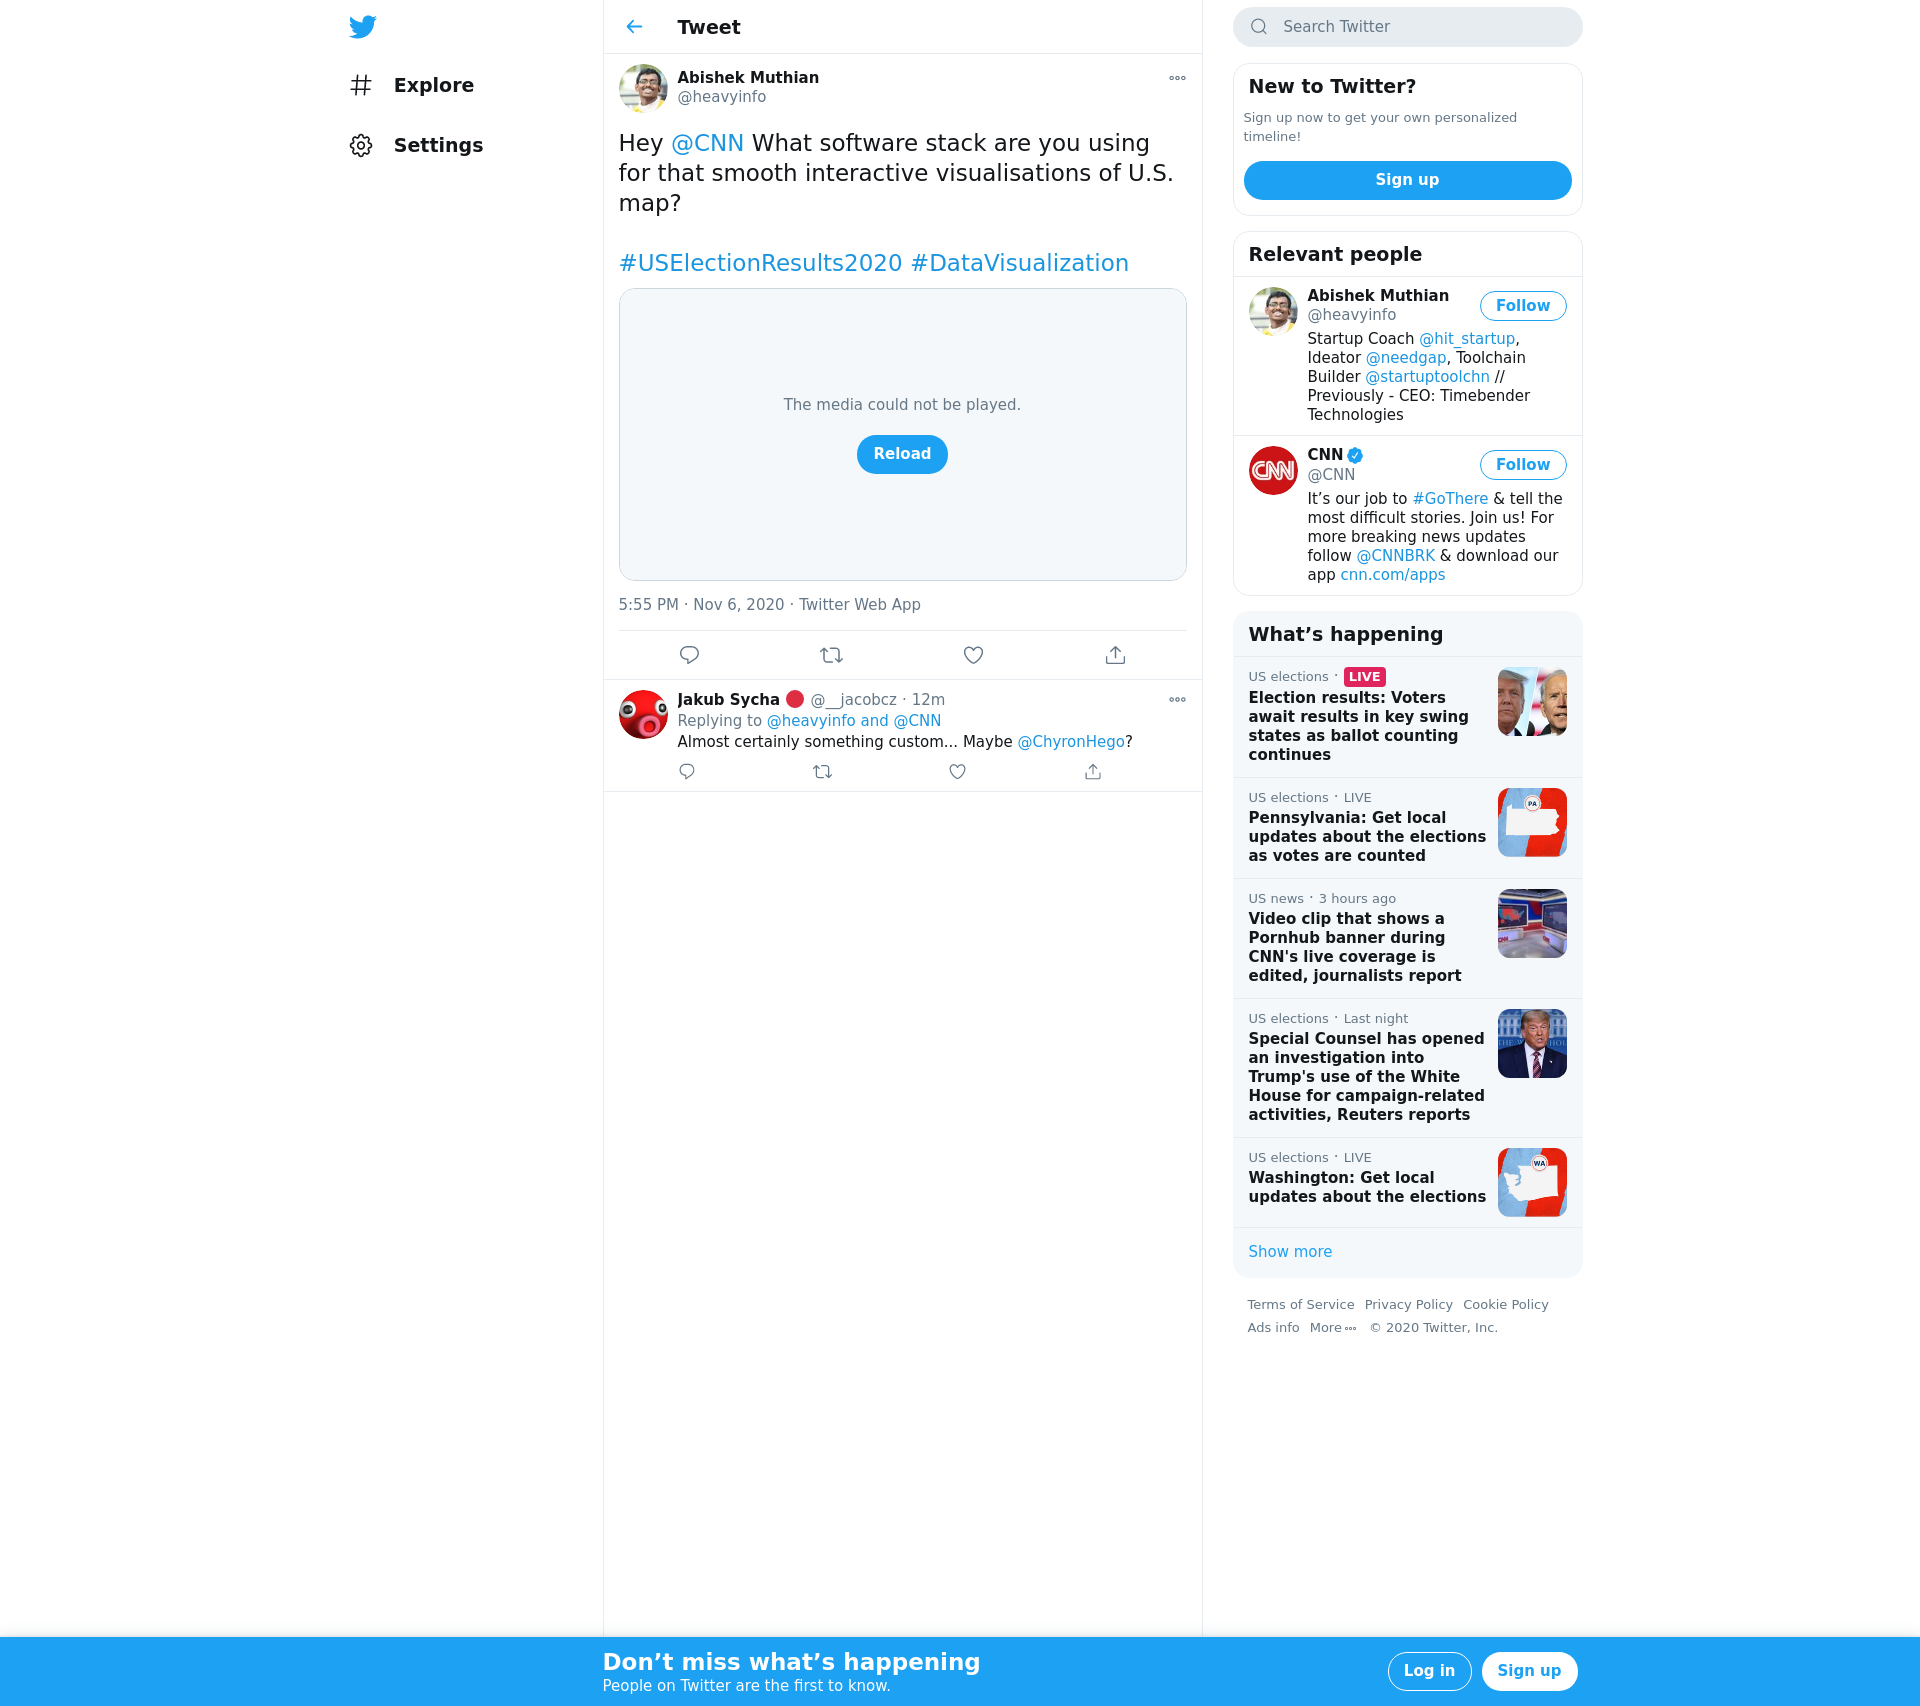 Explore
Settings
Tweet
Abishek Muthian
@heavyinfo
Hey @CNN What software stack are you using
for that smooth interactive visualisations of U.S.
map?
#USElectionResults2020 #DataVisualization
The media could not be played.
Reload
5:55 PM · Nov 6, 2020 · Twitter Web App
Jakub Sycha @__jacobcz · 12m
Replying to @heavyinfo and @CNN
Almost certainly something custom... Maybe @ChyronHego?
Search Twitter
New to Twitter?
Sign up now to get your own personalized
timeline!
Sign up
Relevant people
Abishek Muthian
@heavyinfo
Follow
Startup Coach @hit_startup,
Ideator @needgap, Toolchain
Builder @startuptoolchn //
Previously - CEO: Timebender
Technologies
CNN
CNN
@CNN
Follow
It’s our job to #GoThere & tell the
most difficult stories. Join us! For
more breaking news updates
follow @CNNBRK & download our
app cnn.com/apps
What’s happening
US elections · LIVE
Election results: Voters
await results in key swing
states as ballot counting
continues
US elections · LIVE
Pennsylvania: Get local
updates about the elections
as votes are counted
PA
US news · 3 hours ago
Video clip that shows a
Pornhub banner during
CNN's live coverage is
edited, journalists report
US elections · Last night
Special Counsel has opened
an investigation into
Trump's use of the White
House for campaign-related
activities, Reuters reports
US elections · LIVE
Washington: Get local
updates about the elections
WA
Show more
Terms of Service Privacy Policy Cookie Policy
Ads info More © 2020 Twitter, Inc.
Don’t miss what’s happening
People on Twitter are the first to know.
Log in
Sign up